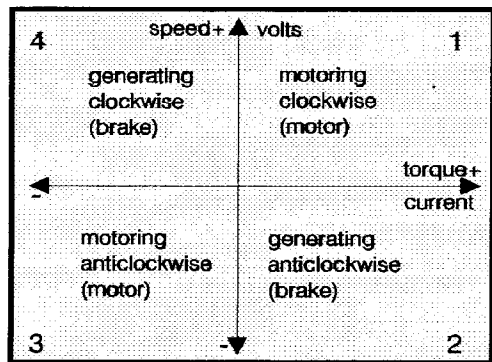 4
speed+ volts
1
generating
clockwise
(brake)
motoring
clockwise
(motor)
torque+
-
current
motoring
anticlockwise
(motor)
generating
anticlockwise
(brake)
3
-
2